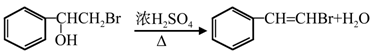 CHCH₂Br 浓H₂SO₄ CH=CHBr+H₂O
OH Δ